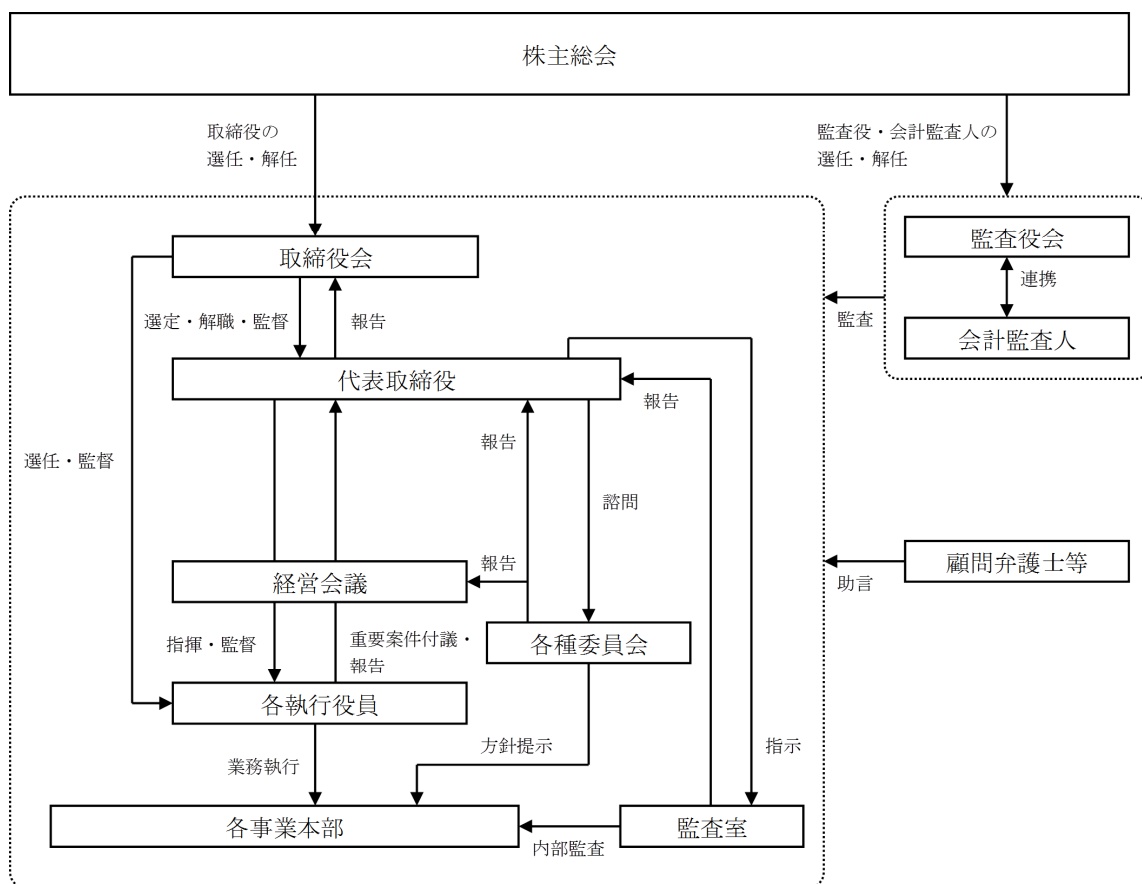 株主総会
取締役の
選任・解任
監査役・会計監査人の
選任・解任
取締役会
監査役会
連携
選定・解職・監督
報告
監査
会計監査人
代表取締役
報告
報告
選任・監督
諮問
経営会議
報告
顧問弁護士等
助言
指揮・監督
重要案件付議・
報告
各種委員会
各執行役員
方針提示
指示
業務執行
各事業本部
監査室
内部監査